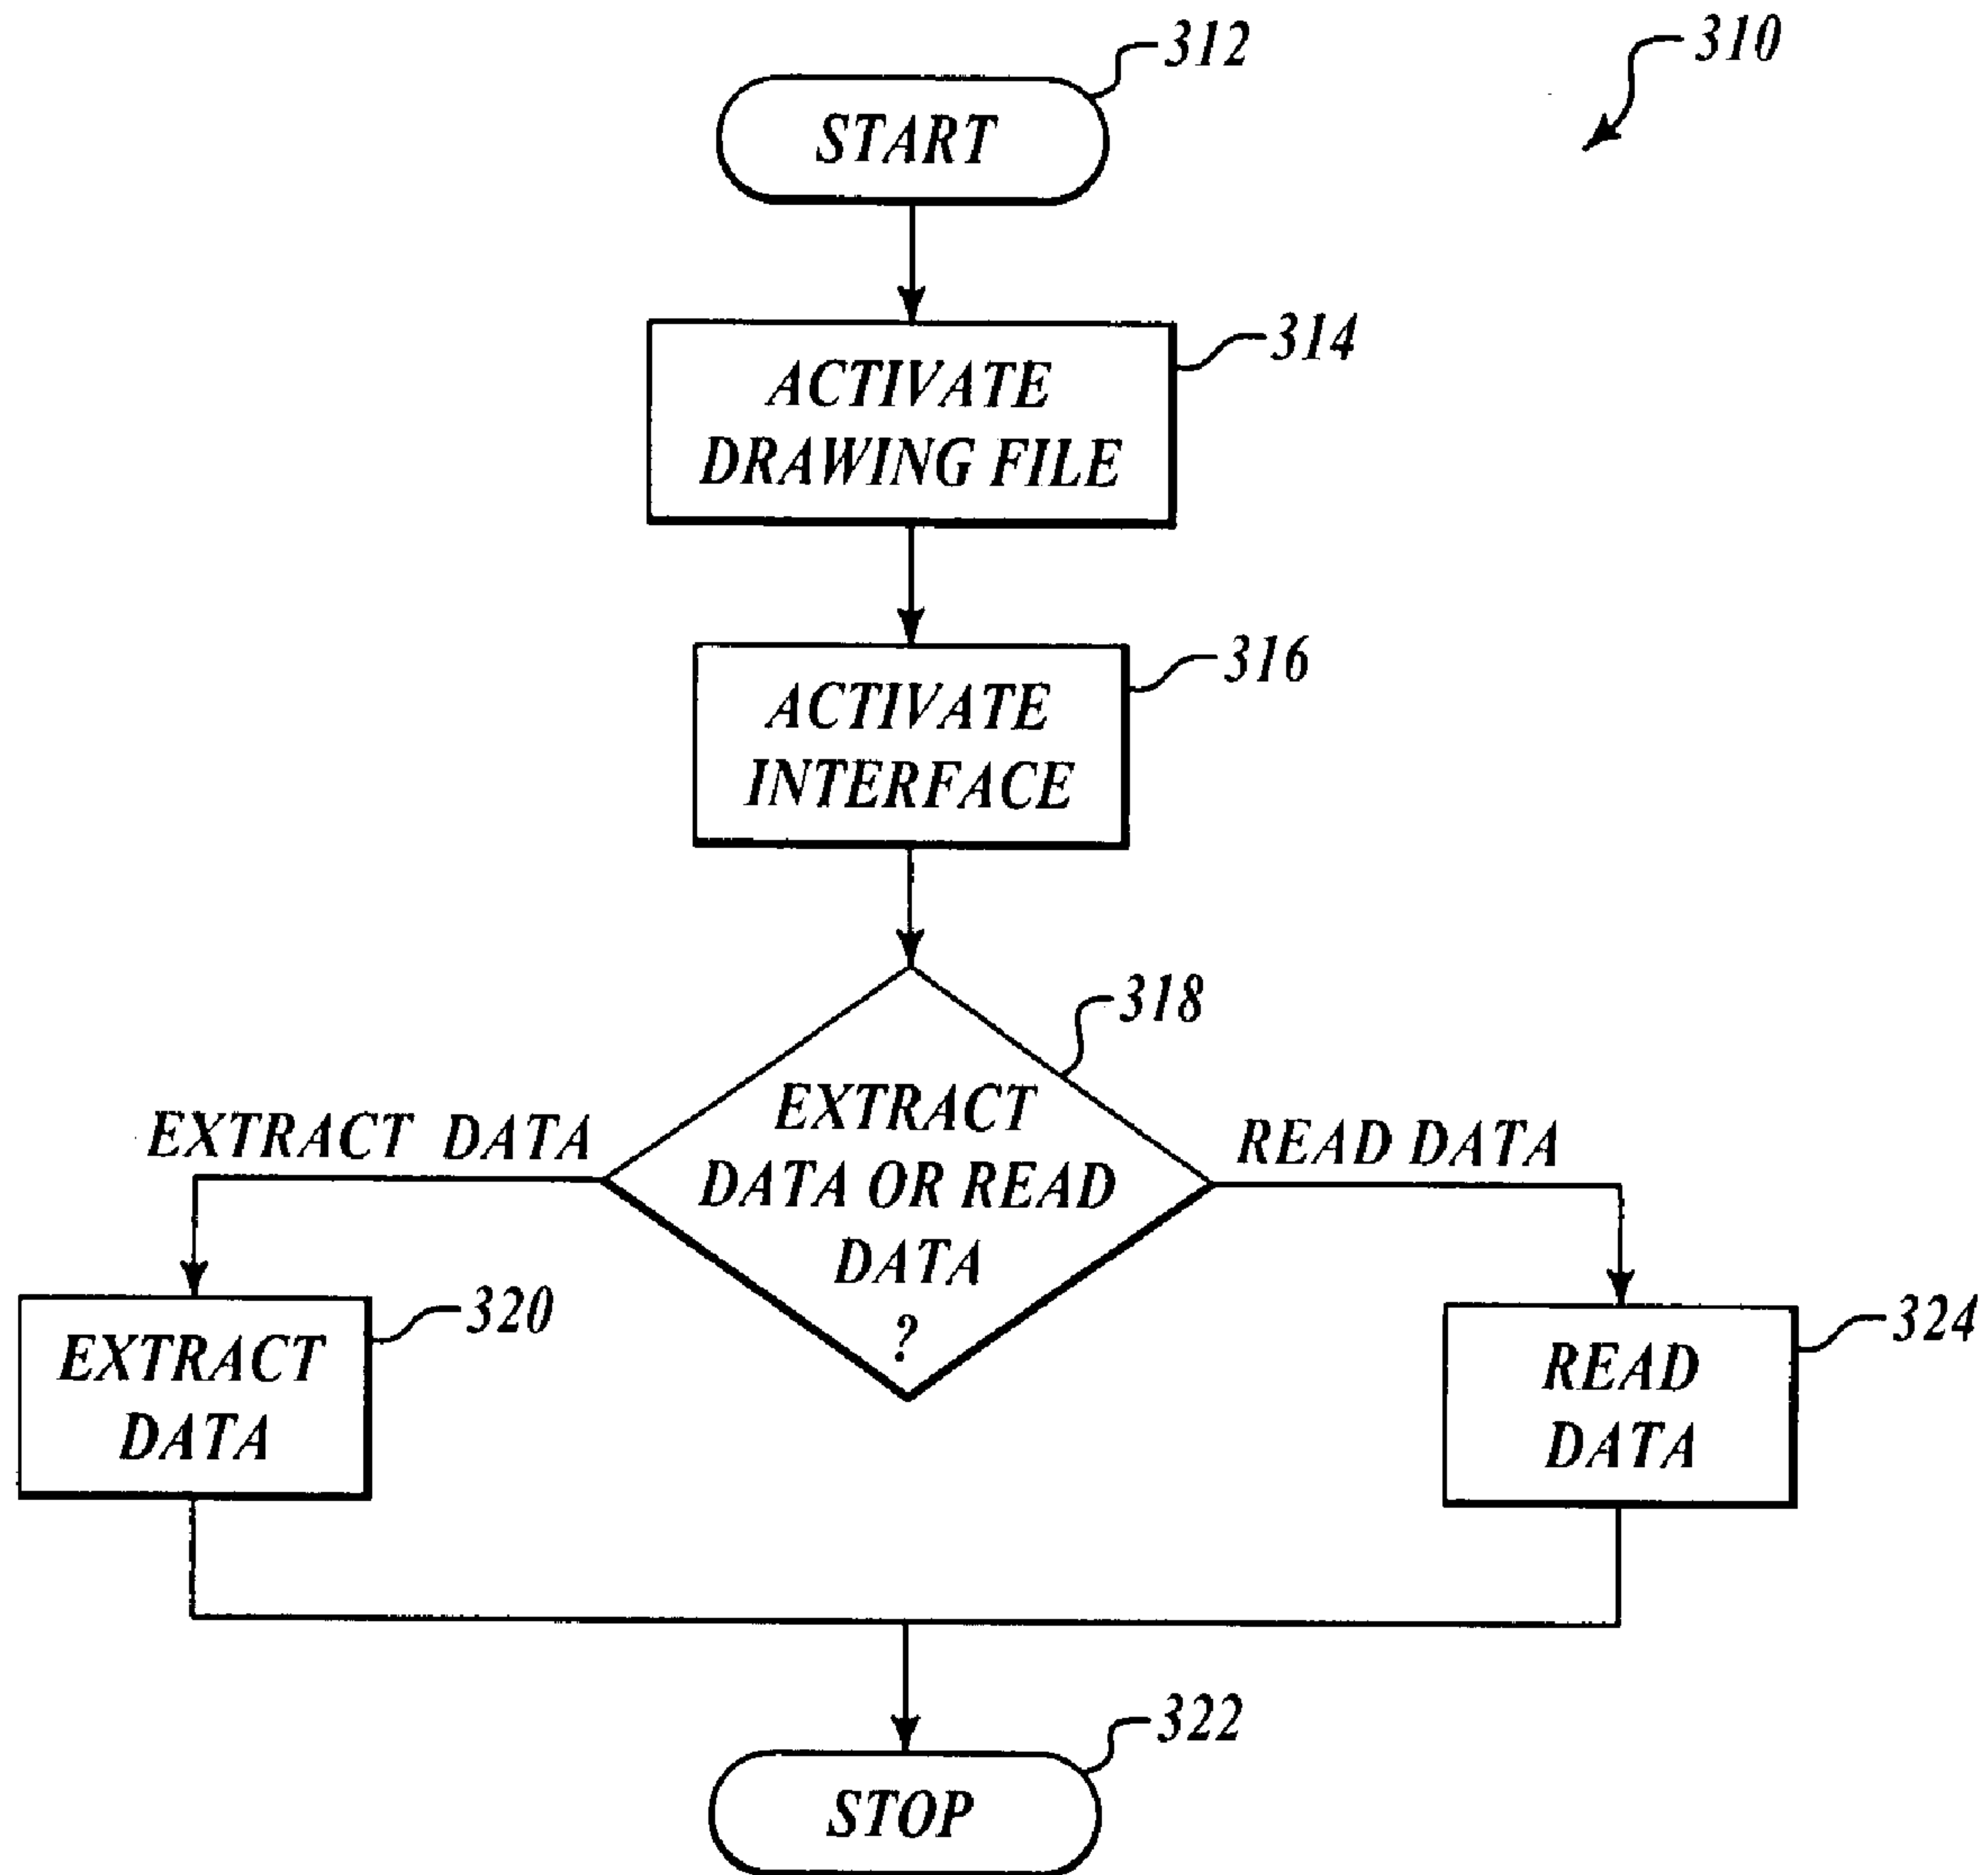 312
310
START
314
ACTIVATE
DRAWING FILE
316
ACTIVATE
INTERFACE
318
EXTRACT
DATA OR READ
DATA
?
EXTRACT DATA
READ DATA
320
EXTRACT
DATA
324
READ
DATA
322
STOP